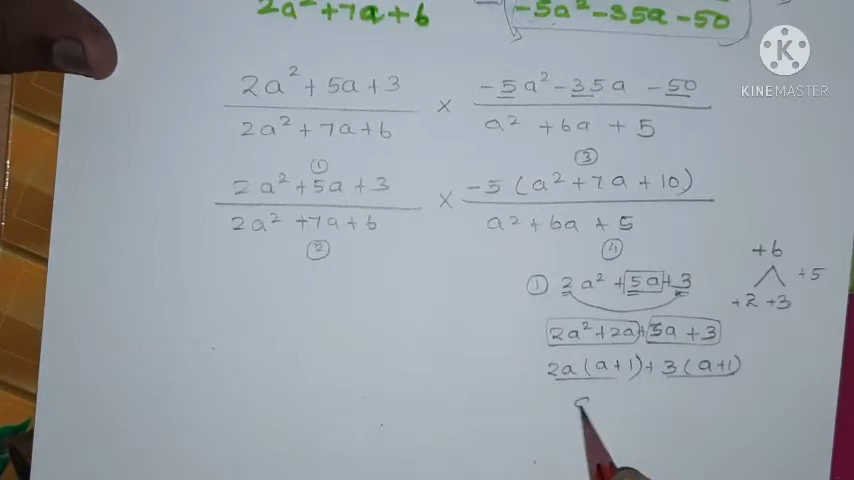 2a² + 7a + 6 -5a² - 35a - 50
KINEMASTER
2a² + 5a + 3 / 2a² + 7a + 6 × -5a² - 35a - 50 / a² + 6a + 5
① ③
2a² + 5a + 3 / 2a² + 7a + 6 × -5 (a² + 7a + 10) / a² + 6a + 5
② ④
① 2a² + 5a + 3
+6
+5
+2 +3
2a² + 2a + 3a + 3
2a (a+1) + 3 (a+1)